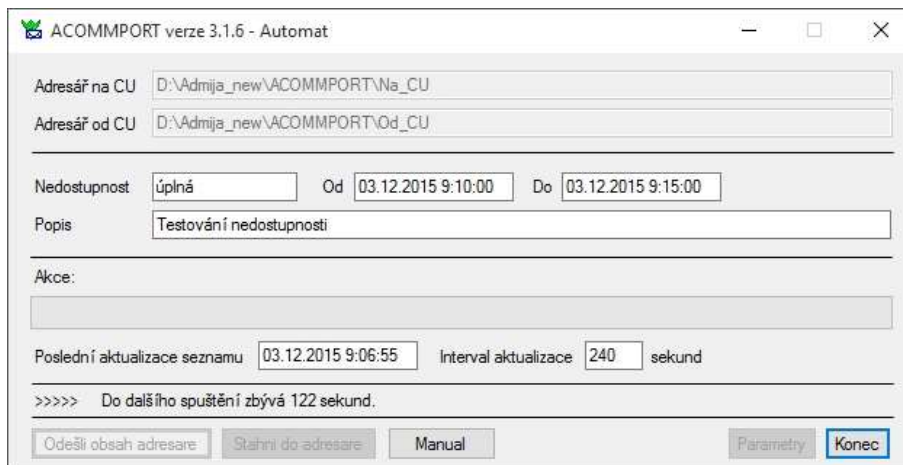 ACOMMPORT verze 3.1.6 - Automat
Adresář na CU D:\Admija_new\ACOMMPORT\Na_CU
Adresář od CU D:\Admija_new\ACOMMPORT\Od_CU
Nedostupnost úplná Od 03.12.2015 9:10:00 Do 03.12.2015 9:15:00
Popis Testování nedostupnosti
Akce:
Poslední aktualizace seznamu 03.12.2015 9:06:55 Interval aktualizace 240 sekund
>>>>> Do dalšího spuštění zbývá 122 sekund.
Odešli obsah adresare Stahni do adresare Manual Parametry Konec